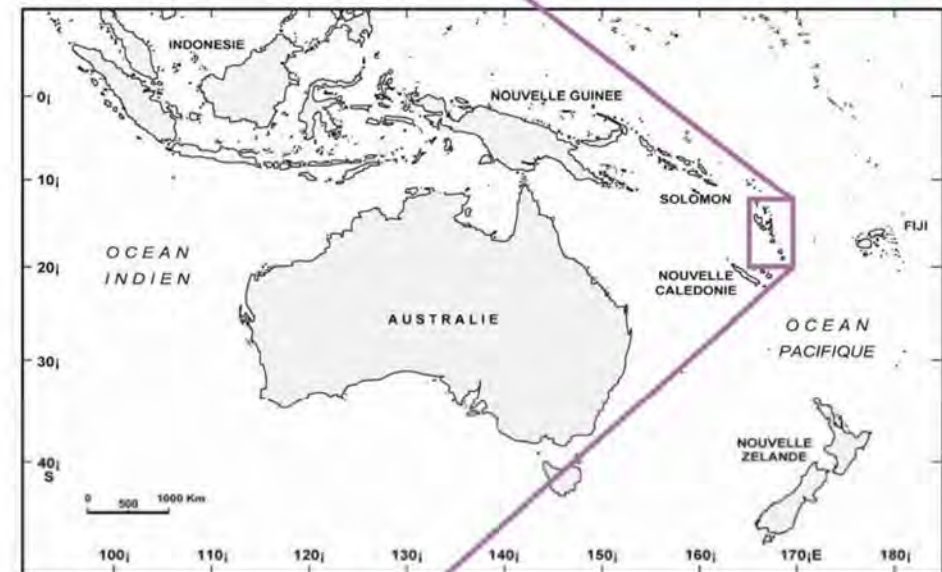 INDONESIE
0¡
NOUVELLE GUINEE
10¡
SOLOMON
FIJI
OCEAN
INDIEN
20¡
NOUVELLE
CALEDONIE
AUSTRALIE
OCEAN
PACIFIQUE
30¡
NOUVELLE
ZELANDE
40¡
S
0 500 1000 Km
100¡ 110¡ 120¡ 130¡ 140¡ 150¡ 160¡ 170¡E 180¡